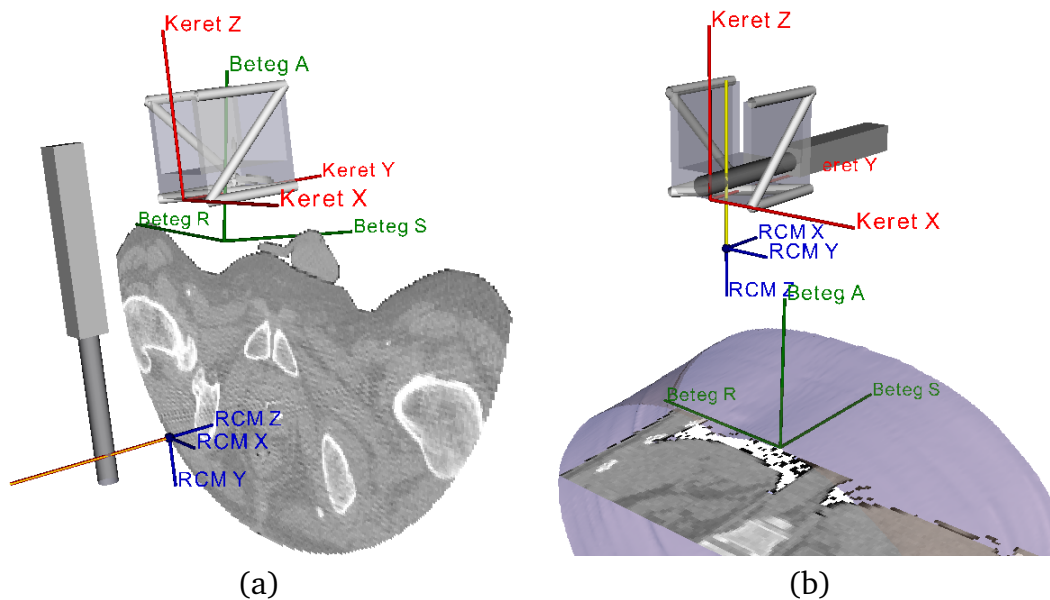 Keret Z
Beteg A
Keret Y
Keret X
Beteg R
Beteg S
RCM Z
RCM X
RCM Y
(a)
Keret Z
eret Y
Keret X
RCM X
RCM Y
RCM Z
Beteg A
Beteg R
Beteg S
(b)